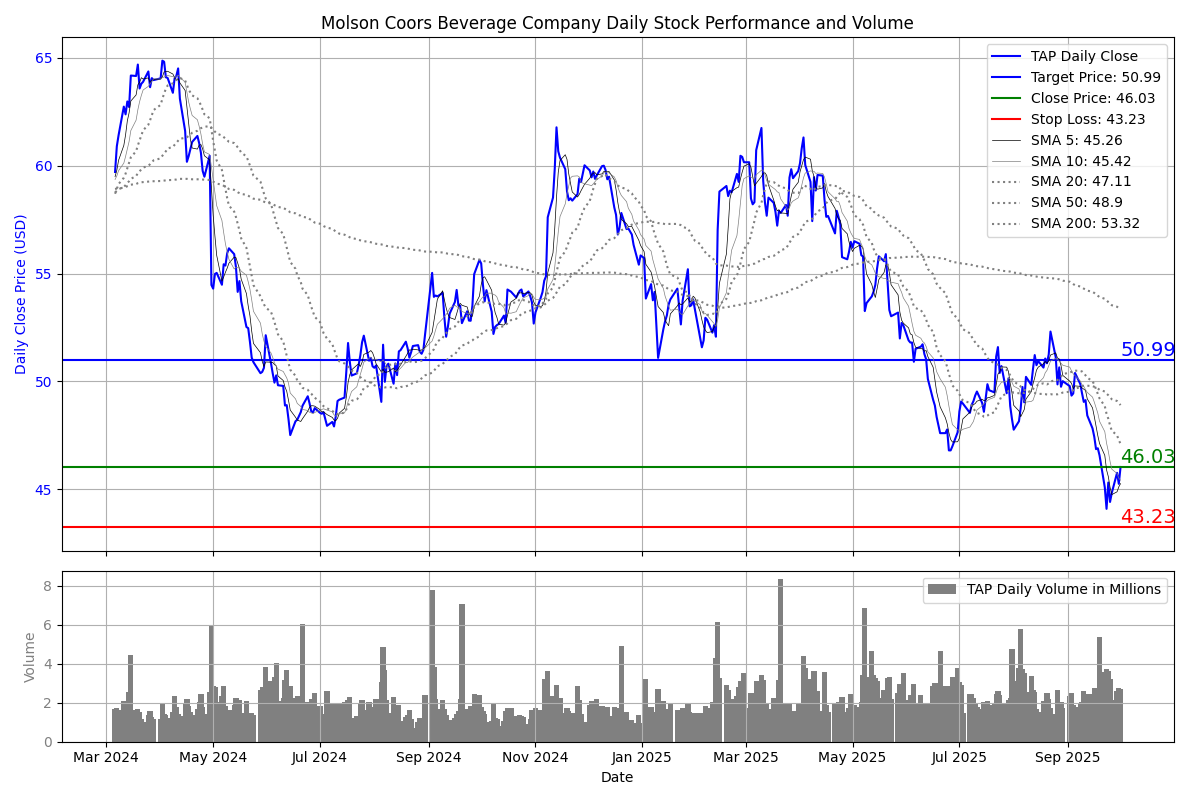 Molson Coors Beverage Company Daily Stock Performance and Volume
Daily Close Price (USD)
65
60
55
50
45
TAP Daily Close
Target Price: 50.99
Close Price: 46.03
Stop Loss: 43.23
SMA 5: 45.26
SMA 10: 45.42
SMA 20: 47.11
SMA 50: 48.9
SMA 200: 53.32
50.99
46.03
43.23
Volume
8
6
4
2
0
TAP Daily Volume in Millions
Mar 2024
May 2024
Jul 2024
Sep 2024
Nov 2024
Jan 2025
Mar 2025
May 2025
Jul 2025
Sep 2025
Date